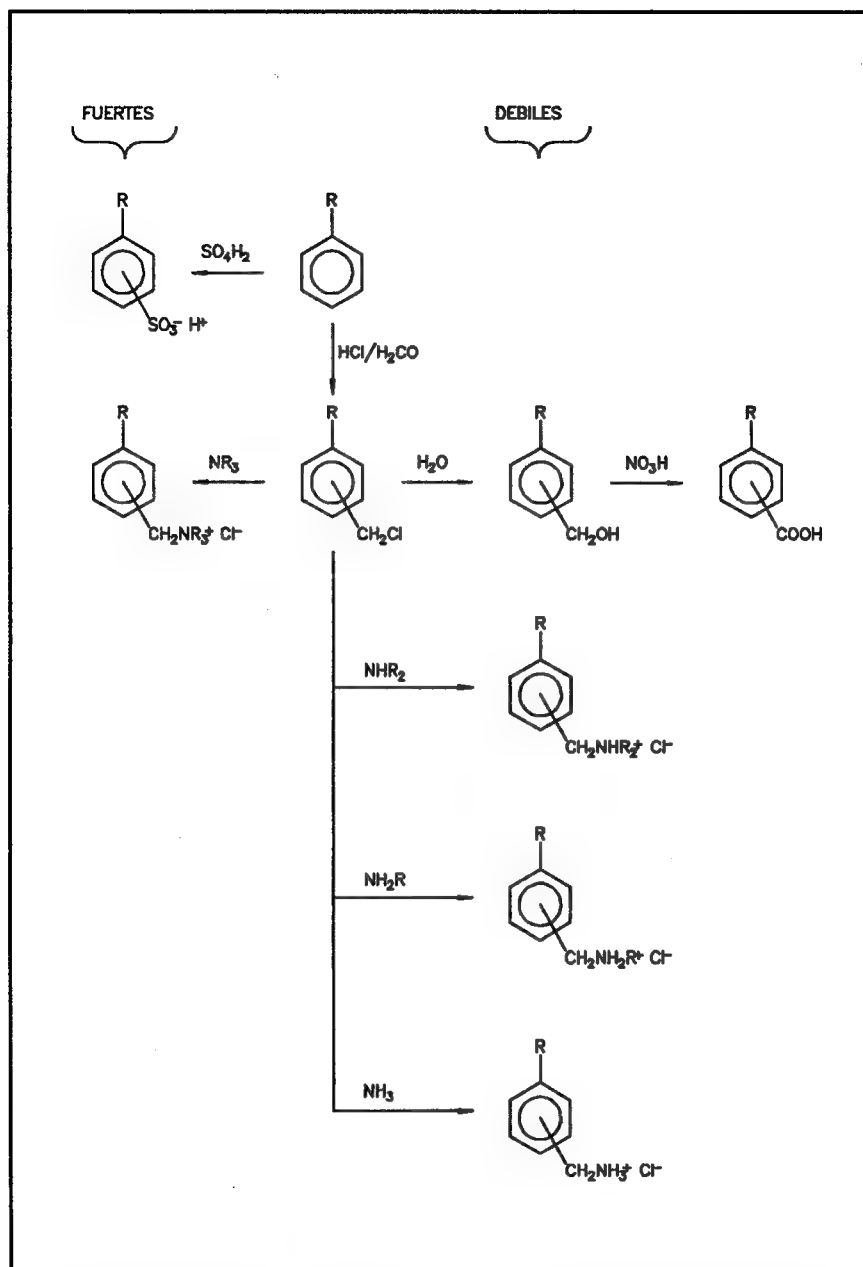 FUERTES DEBILES
R R
SO₄H₂
SO₃⁻ H⁺
HCl/H₂CO
R R R R
NR₃ H₂O NO₃H
CH₂NR₃⁺ Cl⁻ CH₂Cl CH₂OH COOH
R
NHR₂
CH₂NHR₂⁺ Cl⁻
R
NH₂R
CH₂NH₂R⁺ Cl⁻
R
NH₃
CH₂NH₃⁺ Cl⁻